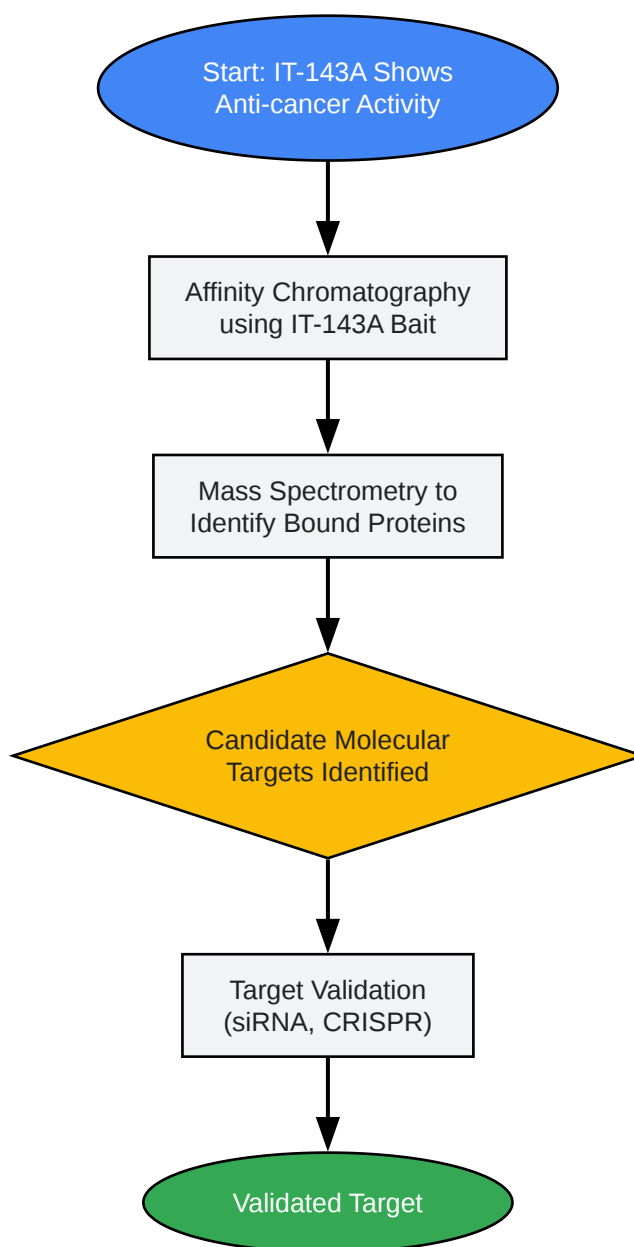 Start: IT-143A Shows
Anti-cancer Activity
Affinity Chromatography
using IT-143A Bait
Mass Spectrometry to
Identify Bound Proteins
Candidate Molecular
Targets Identified
Target Validation
(siRNA, CRISPR)
Validated Target